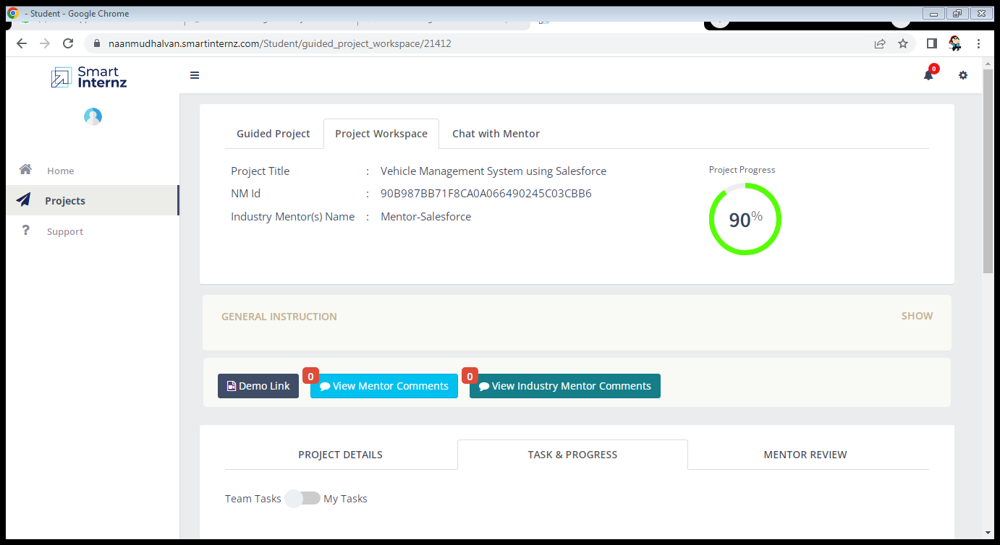 - Student - Google Chrome
naanmudhalvan.smartinternz.com/Student/guided_project_workspace/21412
Smart
Internz
0
Guided Project Project Workspace Chat with Mentor
Home
Projects
Support
Project Title : Vehicle Management System using Salesforce
NM Id : 90B987BB71F8CA0A066490245C03CBB6
Industry Mentor(s) Name : Mentor-Salesforce
Project Progress
90%
GENERAL INSTRUCTION SHOW
Demo Link 0 View Mentor Comments 0 View Industry Mentor Comments
PROJECT DETAILS TASK & PROGRESS MENTOR REVIEW
Team Tasks My Tasks